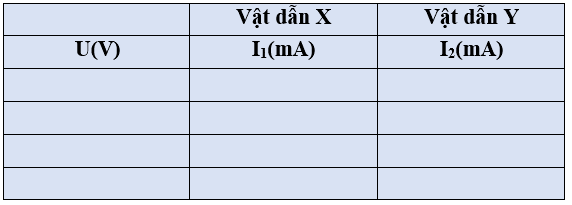 Vật dẫn X Vật dẫn Y
U(V) I₁(mA) I₂(mA)